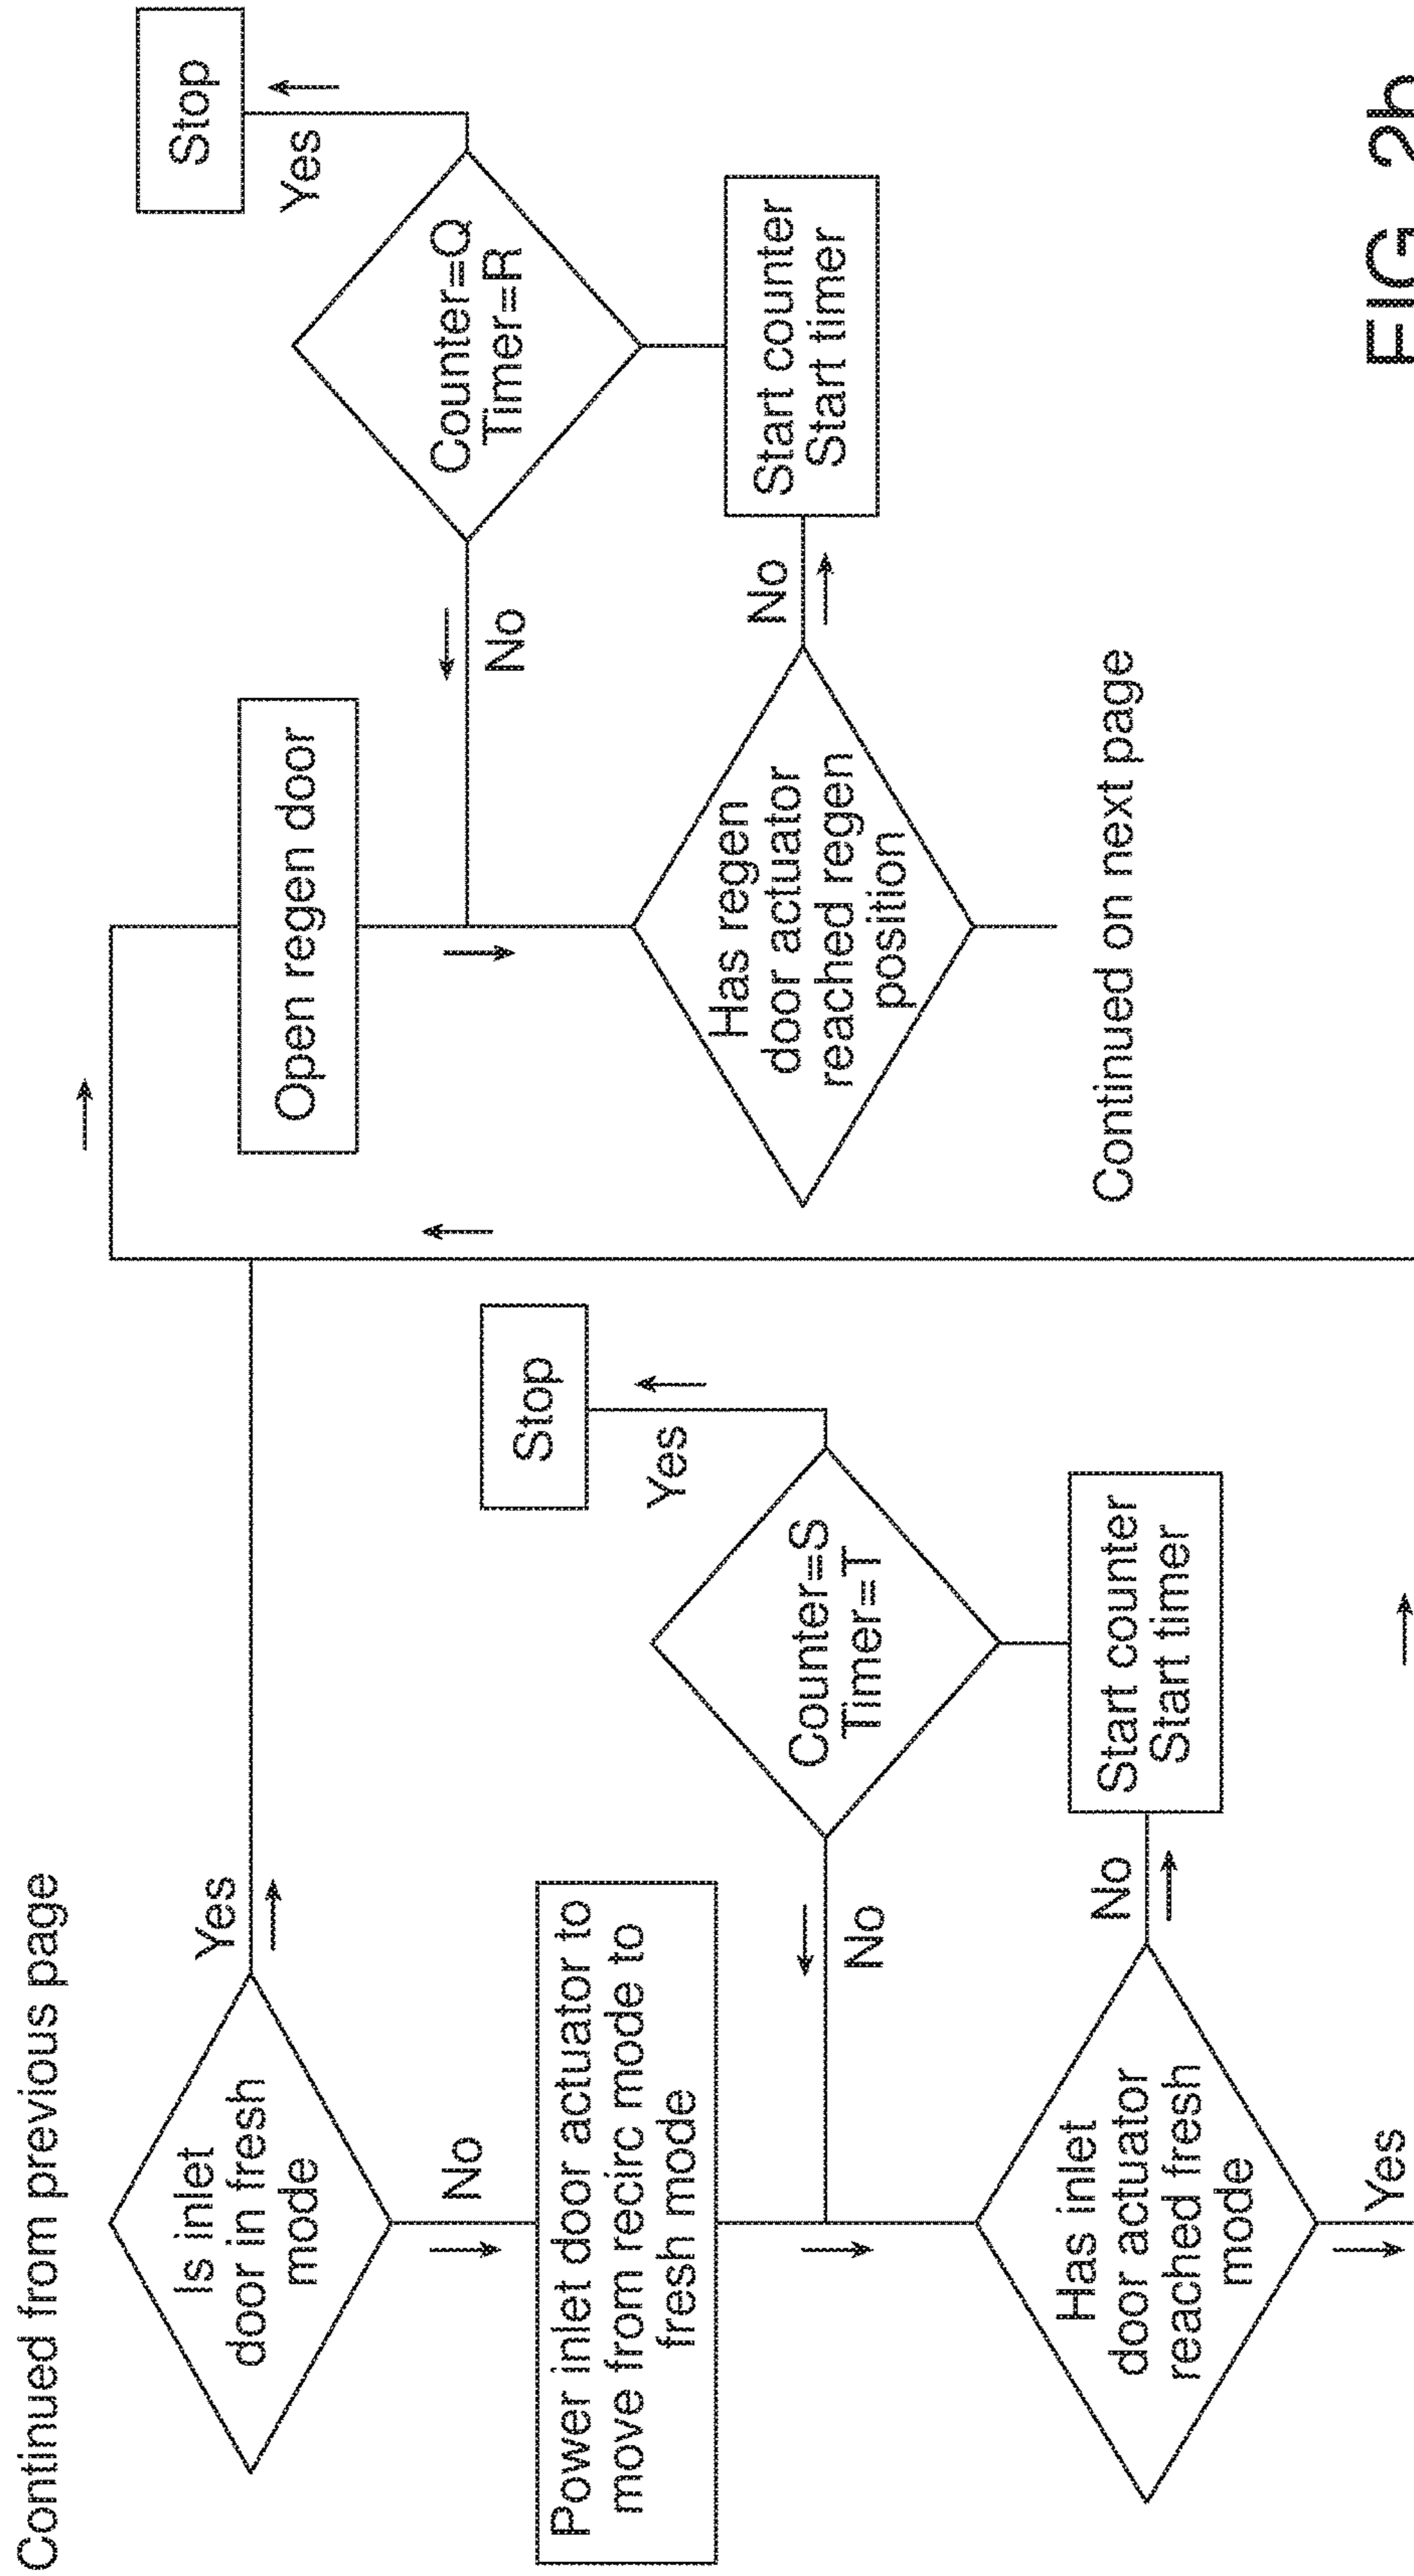 Continued from previous page
Is inlet
door in fresh
mode
Yes
No
Power inlet door actuator to
move from recirc mode to
fresh mode
Has inlet
door actuator
reached fresh
mode
Yes
No
Start counter
Start timer
Counter=S
Timer=T
No
Yes
Stop
Open regen door
Has regen
door actuator
reached regen
position
No
Start counter
Start timer
Counter=Q
Timer=R
No
Yes
Stop
Continued on next page
FIG 2h